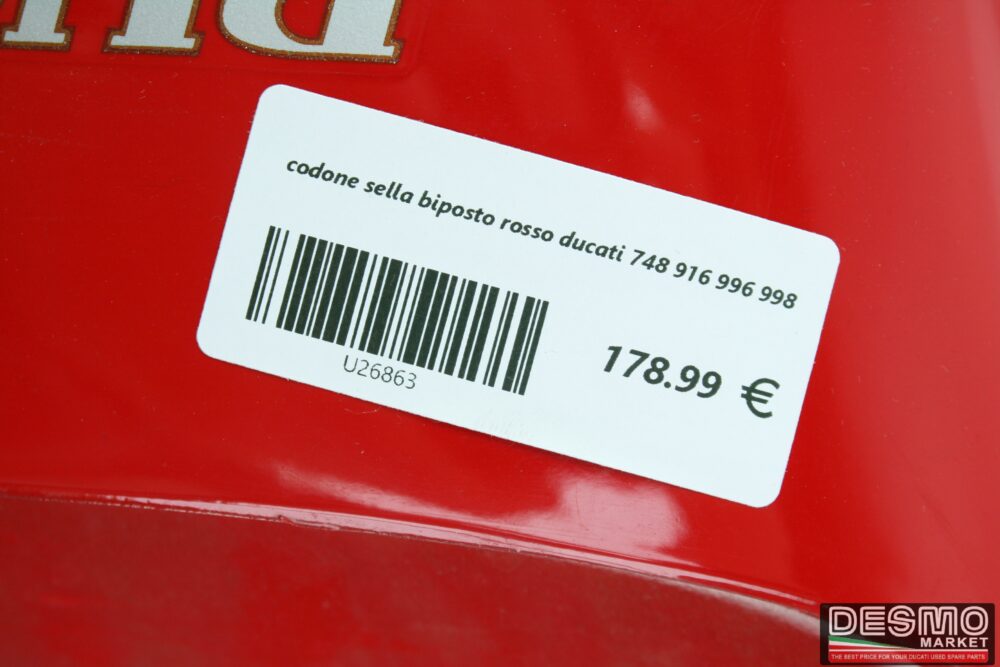 codone sella biposto rosso ducati 748 916 996 998
U26863
178.99 €
DESMO
MARKET
THE BEST PRICE FOR YOUR DUCATI USED SPARE PARTS